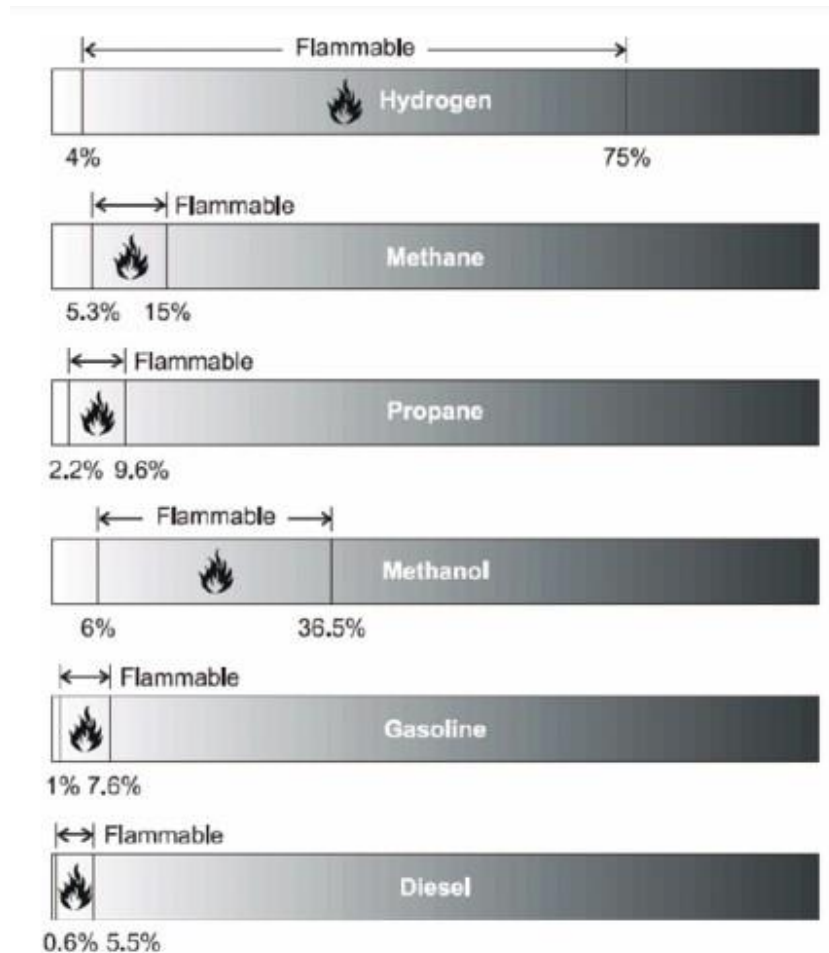 Flammable
Hydrogen
4% 75%
Flammable
Methane
5.3% 15%
Flammable
Propane
2.2% 9.6%
Flammable
Methanol
6% 36.5%
Flammable
Gasoline
1% 7.6%
Flammable
Diesel
0.6% 5.5%